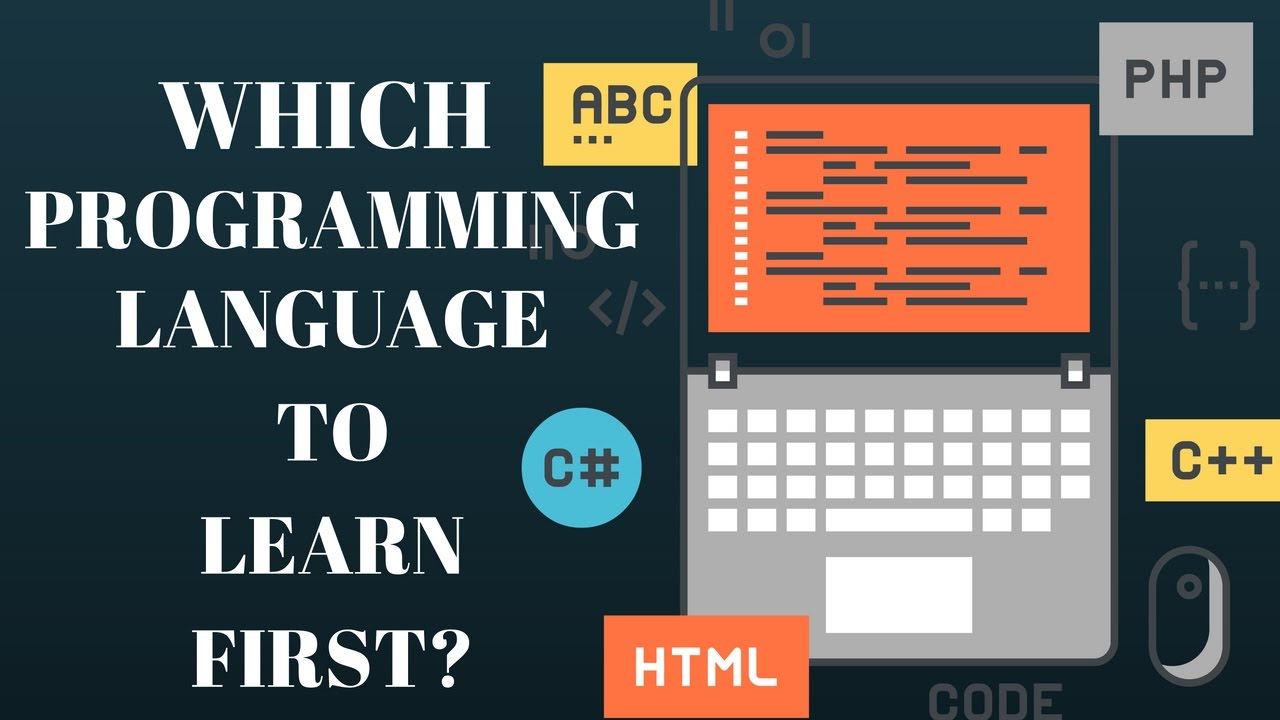 WHICH
PROGRAMMING
LANGUAGE
TO
LEARN
FIRST?
ABC
...
PHP
</>
{...}
C#
C++
HTML
CODE